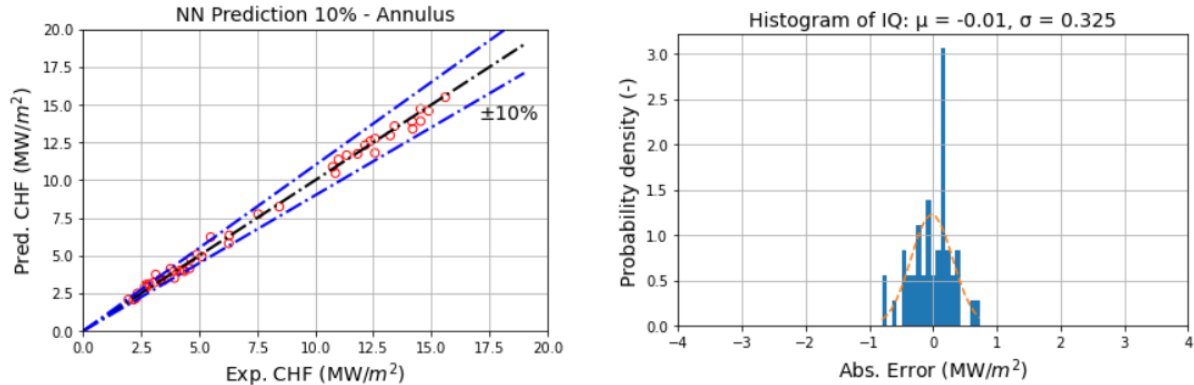 NN Prediction 10% - Annulus
20.0
17.5
15.0
12.5
10.0
7.5
5.0
2.5
0.0
Pred. CHF (MW/m²)
±10%
0.0 2.5 5.0 7.5 10.0 12.5 15.0 17.5 20.0
Exp. CHF (MW/m²)
Histogram of IQ: μ = -0.01, σ = 0.325
3.0
2.5
2.0
1.5
1.0
0.5
0.0
Probability density (-)
−4 −3 −2 −1 0 1 2 3 4
Abs. Error (MW/m²)